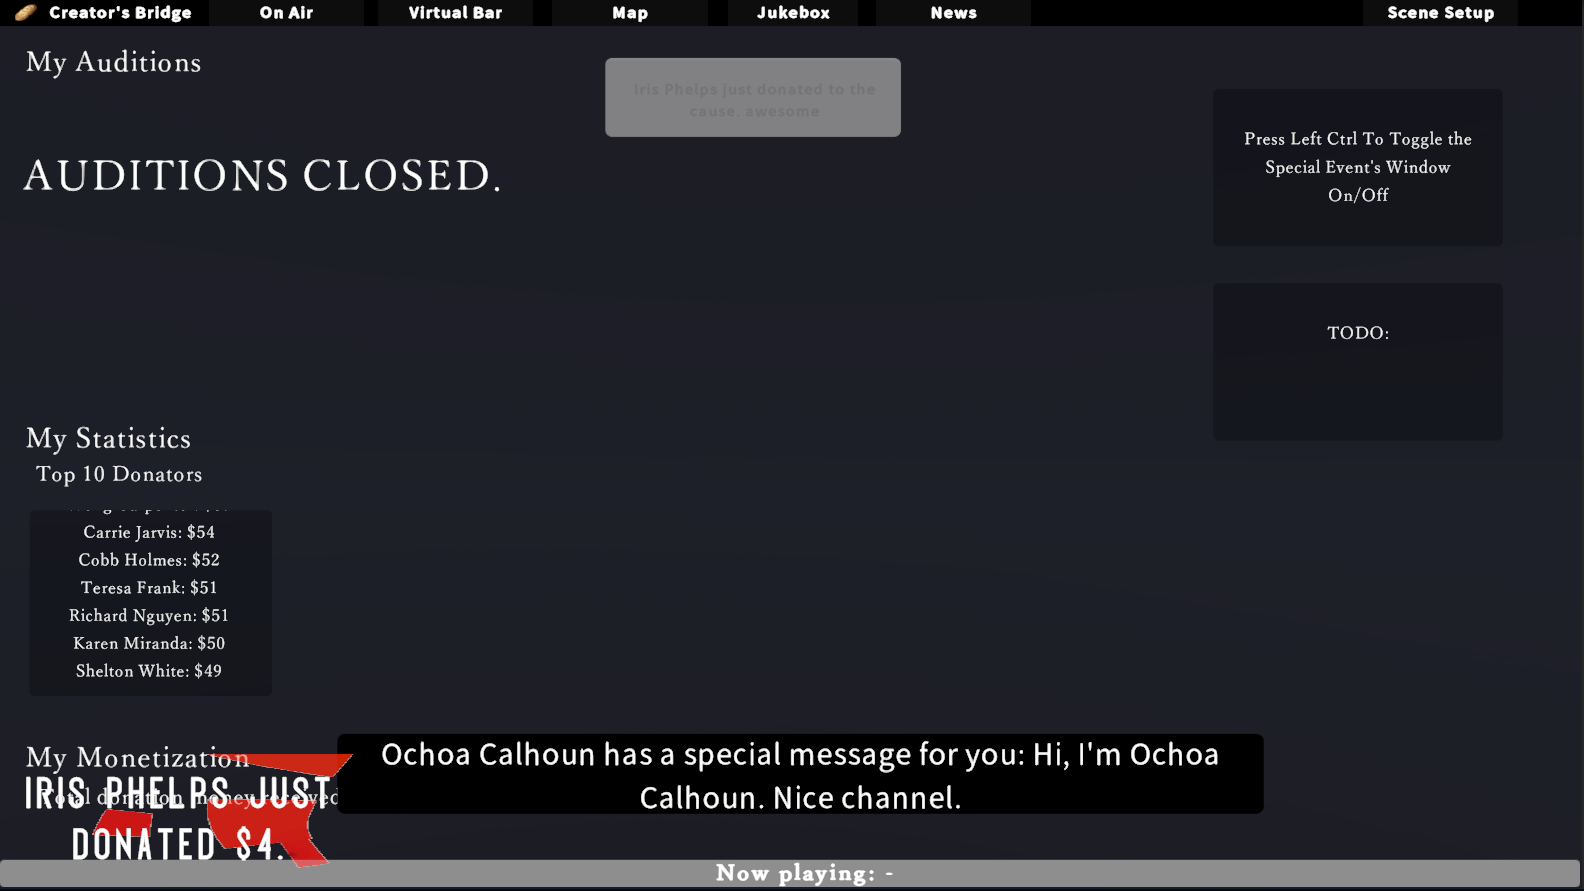 Creator's Bridge On Air Virtual Bar Map Jukebox News Scene Setup
My Auditions
Iris Phelps just donated to the
cause, awesome
AUDITIONS CLOSED.
Press Left Ctrl To Toggle the
Special Event's Window
On/Off
TODO:
My Statistics
Top 10 Donators
Carrie Jarvis: $54
Cobb Holmes: $52
Teresa Frank: $51
Richard Nguyen: $51
Karen Miranda: $50
Shelton White: $49
My Monetization
Total donation money received
IRIS PHELPS JUST
DONATED $4.
Ochoa Calhoun has a special message for you: Hi, I'm Ochoa
Calhoun. Nice channel.
Now playing: -